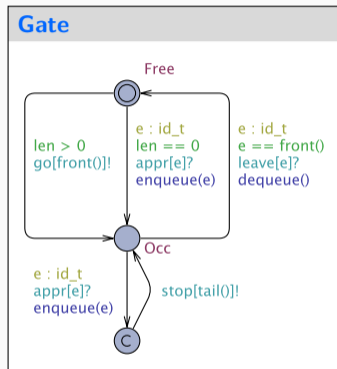 Gate
Free
len > 0
go[front()]!
e : id_t
len == 0
appr[e]?
enqueue(e)
e : id_t
e == front()
leave[e]?
dequeue()
Occ
e : id_t
appr[e]?
enqueue(e)
stop[tail()]!
C